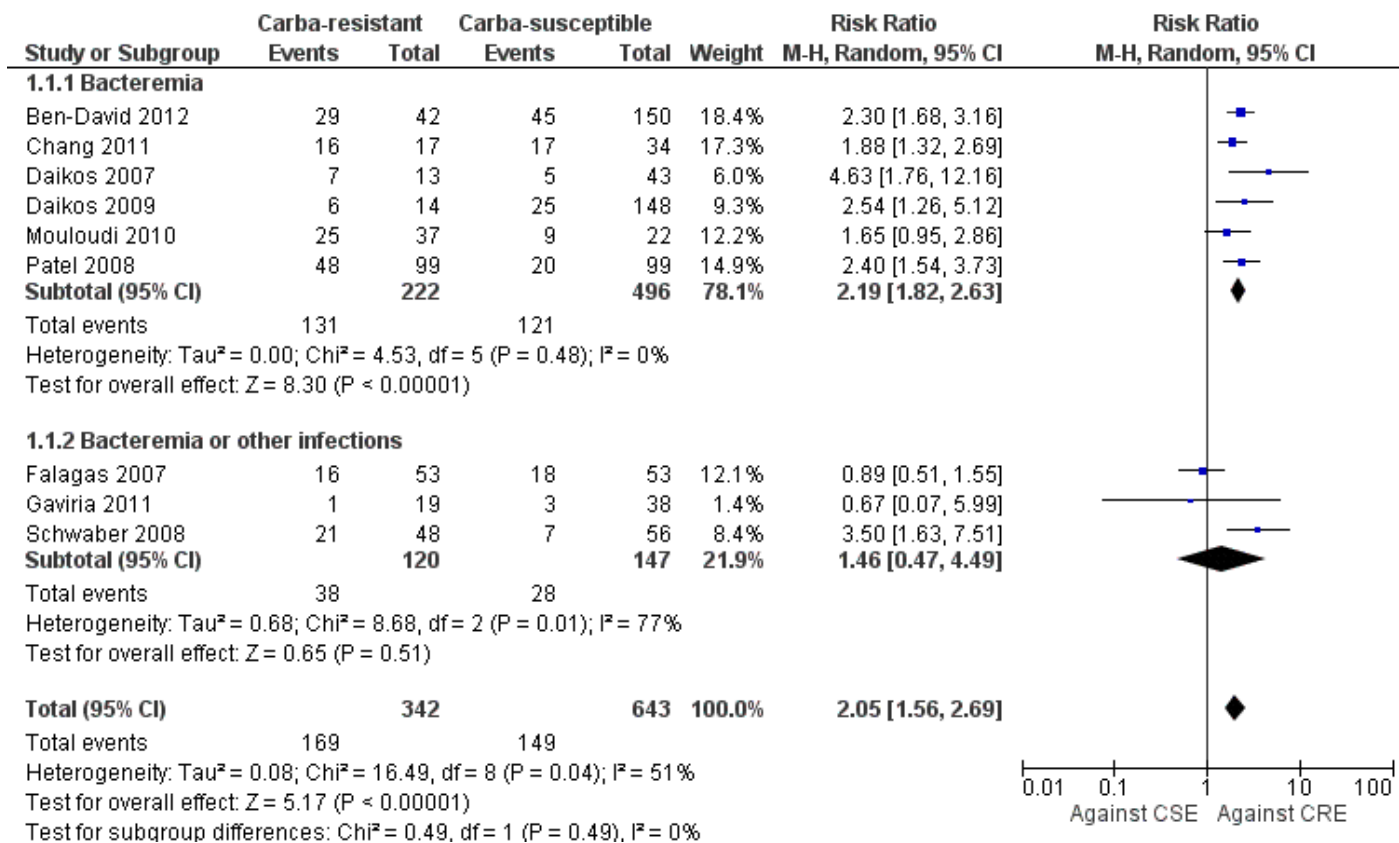 Carba-resistant Carba-susceptible Risk Ratio Risk Ratio
Study or Subgroup Events Total Events Total Weight M-H, Random, 95% CI M-H, Random, 95% CI
1.1.1 Bacteremia
Ben-David 2012 29 42 45 150 18.4% 2.30 [1.68, 3.16]
Chang 2011 16 17 17 34 17.3% 1.88 [1.32, 2.69]
Daikos 2007 7 13 5 43 6.0% 4.63 [1.76, 12.16]
Daikos 2009 6 14 25 148 9.3% 2.54 [1.26, 5.12]
Mouloudi 2010 25 37 9 22 12.2% 1.65 [0.95, 2.86]
Patel 2008 48 99 20 99 14.9% 2.40 [1.54, 3.73]
Subtotal (95% CI) 222 496 78.1% 2.19 [1.82, 2.63]
Total events 131 121
Heterogeneity: Tau² = 0.00; Chi² = 4.53, df = 5 (P = 0.48); I² = 0%
Test for overall effect: Z = 8.30 (P < 0.00001)
1.1.2 Bacteremia or other infections
Falagas 2007 16 53 18 53 12.1% 0.89 [0.51, 1.55]
Gaviria 2011 1 19 3 38 1.4% 0.67 [0.07, 5.99]
Schwaber 2008 21 48 7 56 8.4% 3.50 [1.63, 7.51]
Subtotal (95% CI) 120 147 21.9% 1.46 [0.47, 4.49]
Total events 38 28
Heterogeneity: Tau² = 0.68; Chi² = 8.68, df = 2 (P = 0.01); I² = 77%
Test for overall effect: Z = 0.65 (P = 0.51)
Total (95% CI) 342 643 100.0% 2.05 [1.56, 2.69]
Total events 169 149
Heterogeneity: Tau² = 0.08; Chi² = 16.49, df = 8 (P = 0.04); I² = 51%
Test for overall effect: Z = 5.17 (P < 0.00001)
Test for subgroup differences: Chi² = 0.49, df = 1 (P = 0.49), I² = 0%
0.01 0.1 1 10 100
Against CSE Against CRE